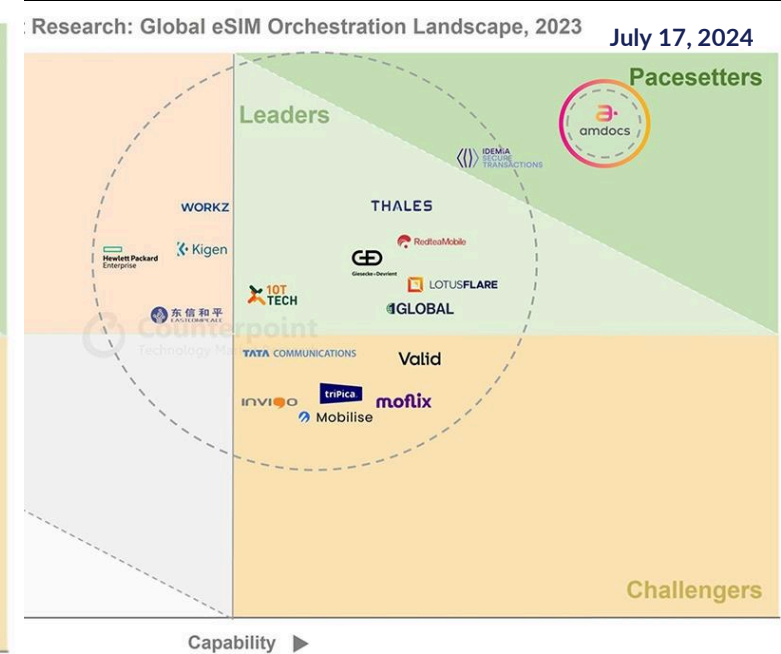 : Research: Global eSIM Orchestration Landscape, 2023
July 17, 2024
Pacesetters
Leaders
amdocs
IDEMIA
SECURE
TRANSACTIONS
WORKZ
THALES
Kigen
RedteaMobile
Hewlett Packard
Enterprise
G+D
Giesecke+Devrient
10T
TECH
LOTUSFLARE
1GLOBAL
东信和平
EASTCOMPEACE
Counterpoint
Technology Market
TATA COMMUNICATIONS
Valid
INVIGO
triPica.
moflix
Mobilise
Challengers
Capability